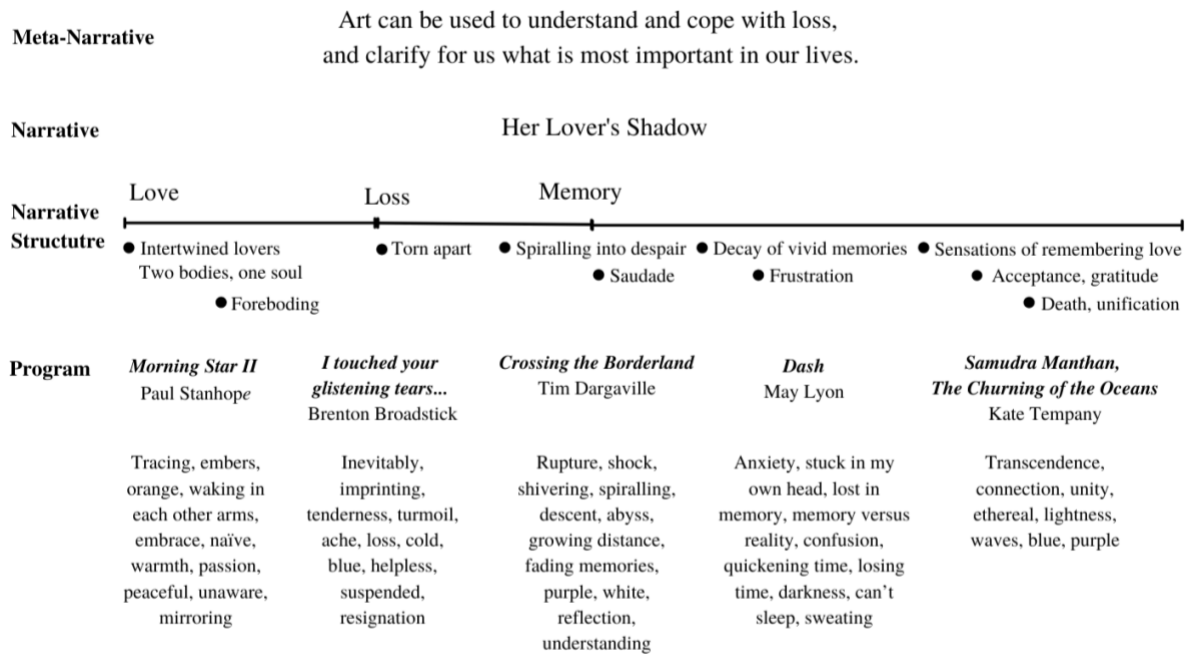 Meta-Narrative
Art can be used to understand and cope with loss,
and clarify for us what is most important in our lives.
Narrative
Her Lover's Shadow
Narrative
Structutre
Love
Loss
Memory
● Intertwined lovers
Two bodies, one soul
● Foreboding
● Torn apart
● Spiralling into despair
● Saudade
● Decay of vivid memories
● Frustration
● Sensations of remembering love
● Acceptance, gratitude
● Death, unification
Program
Morning Star II
Paul Stanhope
Tracing, embers,
orange, waking in
each other arms,
embrace, naïve,
warmth, passion,
peaceful, unaware,
mirroring
I touched your
glistening tears...
Brenton Broadstick
Inevitably,
imprinting,
tenderness, turmoil,
ache, loss, cold,
blue, helpless,
suspended,
resignation
Crossing the Borderland
Tim Dargaville
Rupture, shock,
shivering, spiralling,
descent, abyss,
growing distance,
fading memories,
purple, white,
reflection,
understanding
Dash
May Lyon
Anxiety, stuck in my
own head, lost in
memory, memory versus
reality, confusion,
quickening time, losing
time, darkness, can’t
sleep, sweating
Samudra Manthan,
The Churning of the Oceans
Kate Tempany
Transcendence,
connection, unity,
ethereal, lightness,
waves, blue, purple